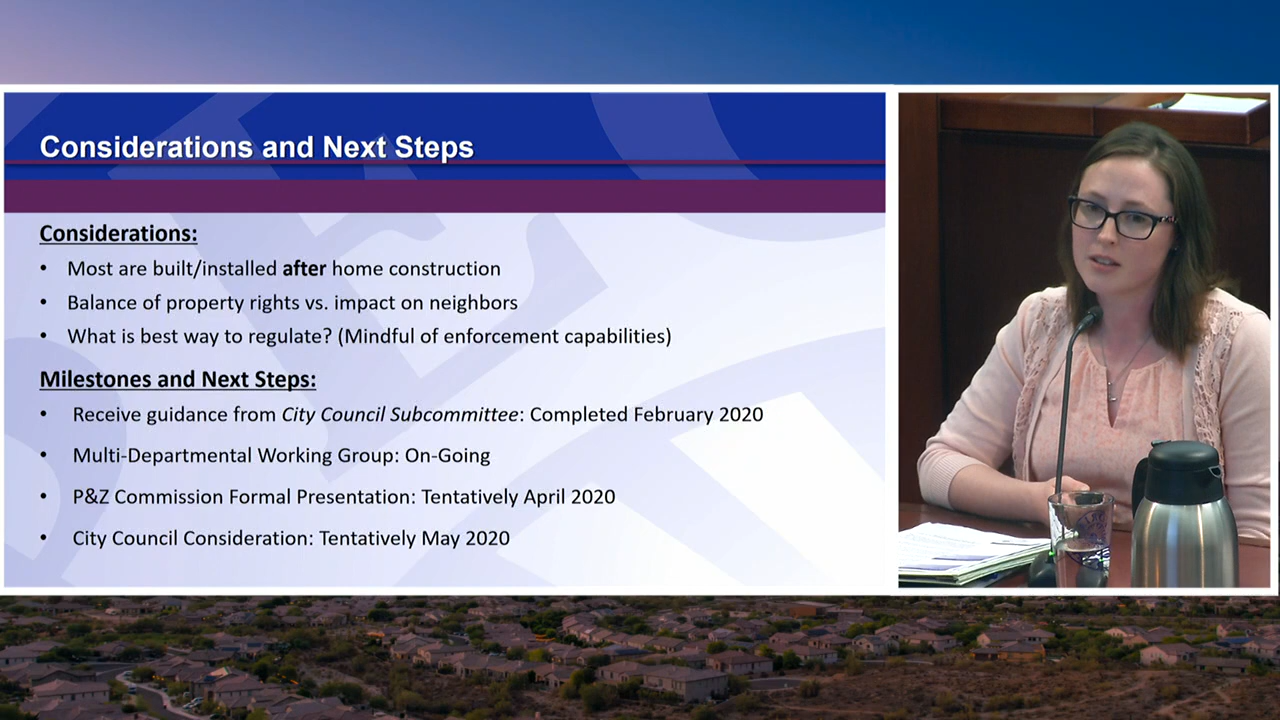 Considerations and Next Steps
Considerations:
• Most are built/installed after home construction
• Balance of property rights vs. impact on neighbors
• What is best way to regulate? (Mindful of enforcement capabilities)
Milestones and Next Steps:
• Receive guidance from City Council Subcommittee: Completed February 2020
• Multi-Departmental Working Group: On-Going
• P&Z Commission Formal Presentation: Tentatively April 2020
• City Council Consideration: Tentatively May 2020